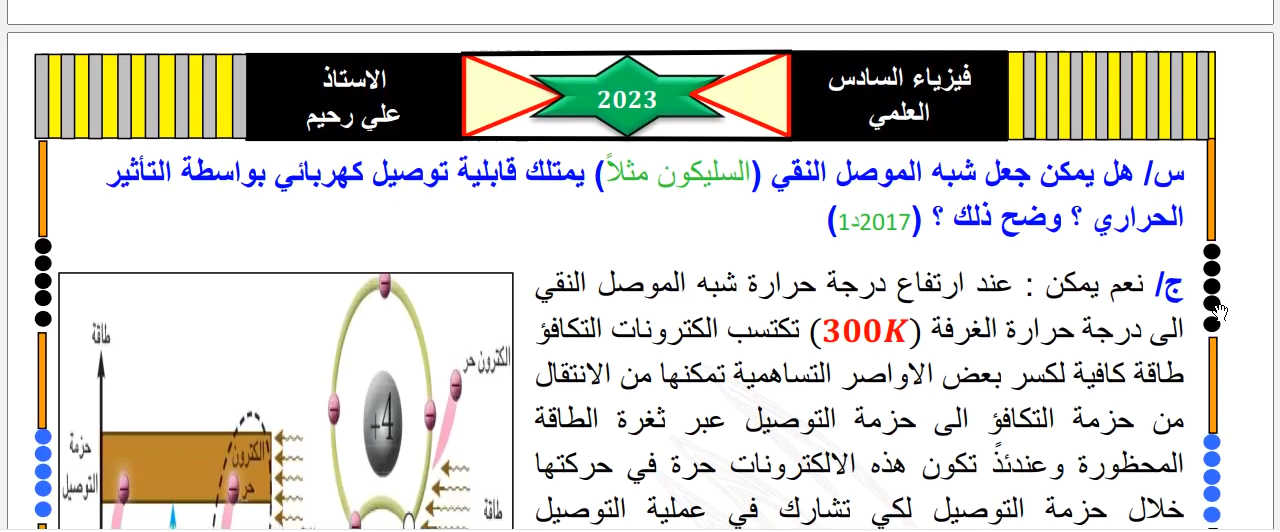 فيزياء السادس
العلمي
2023
الاستاذ
علي رحيم
س/ هل يمكن جعل شبه الموصل النقي (السليكون مثلاً) يمتلك قابلية توصيل كهربائي بواسطة التأثير
الحراري ؟ وضح ذلك ؟ (2017د1)
ج/ نعم يمكن : عند ارتفاع درجة حرارة شبه الموصل النقي
الى درجة حرارة الغرفة (300K) تكتسب الكترونات التكافؤ
طاقة كافية لكسر بعض الاواصر التساهمية تمكنها من الانتقال
من حزمة التكافؤ الى حزمة التوصيل عبر ثغرة الطاقة
المحظورة وعندئذٍ تكون هذه الالكترونات حرة في حركتها
خلال حزمة التوصيل لكي تشارك في عملية التوصيل
الكترون حر
+4
طاقة
طاقة
حزمة
التوصيل
الكترون
حر